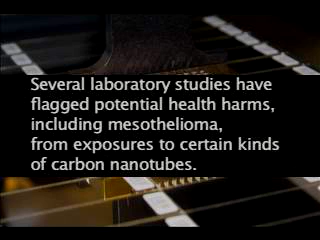 Several laboratory studies have
flagged potential health harms,
including mesothelioma,
from exposures to certain kinds
of carbon nanotubes.